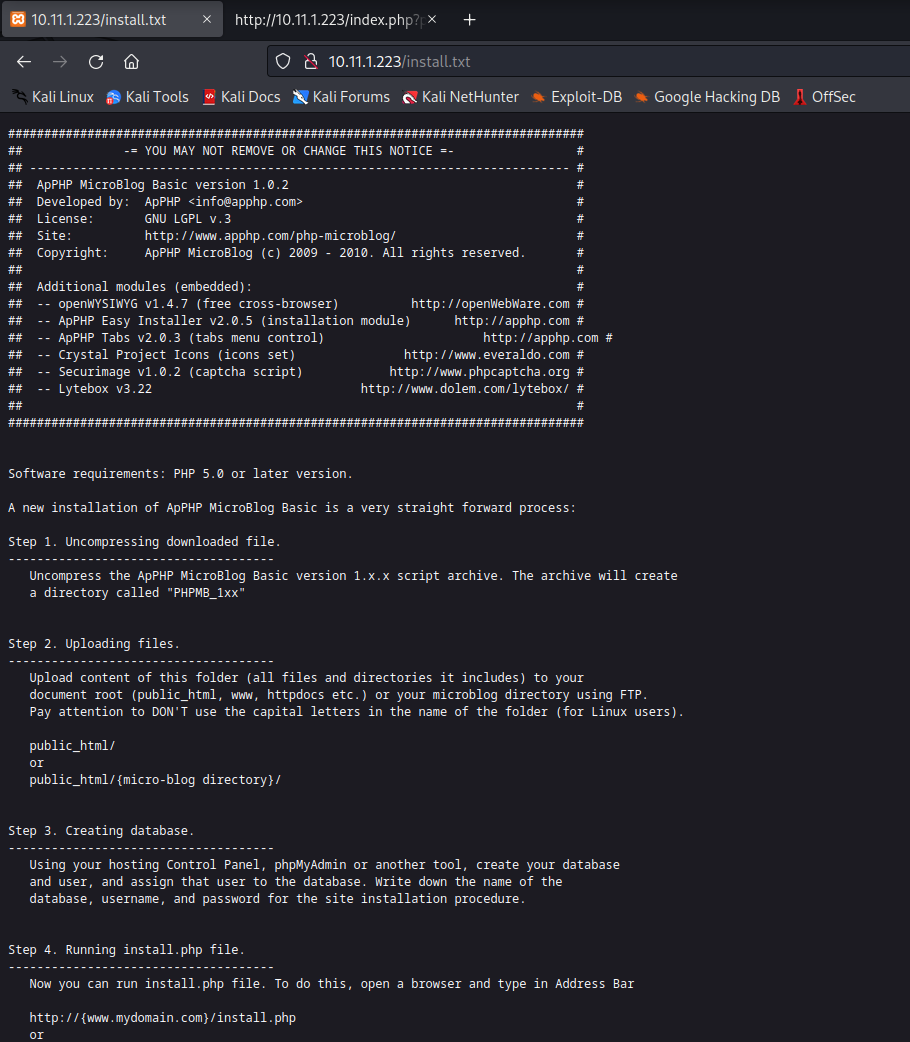 10.11.1.223/install.txt
http://10.11.1.223/index.php?
10.11.1.223/install.txt
Kali Linux Kali Tools Kali Docs Kali Forums Kali NetHunter Exploit-DB Google Hacking DB OffSec
################################################################################
## -= YOU MAY NOT REMOVE OR CHANGE THIS NOTICE =- #
## --------------------------------------------------------------------------- #
## ApPHP MicroBlog Basic version 1.0.2 #
## Developed by: ApPHP <info@apphp.com> #
## License: GNU LGPL v.3 #
## Site: http://www.apphp.com/php-microblog/ #
## Copyright: ApPHP MicroBlog (c) 2009 - 2010. All rights reserved. #
## #
## Additional modules (embedded): #
## -- openWYSIWYG v1.4.7 (free cross-browser) http://openWebWare.com #
## -- ApPHP Easy Installer v2.0.5 (installation module) http://apphp.com #
## -- ApPHP Tabs v2.0.3 (tabs menu control) http://apphp.com #
## -- Crystal Project Icons (icons set) http://www.everaldo.com #
## -- Securimage v1.0.2 (captcha script) http://www.phpcaptcha.org #
## -- Lytebox v3.22 http://www.dolem.com/lytebox/ #
## #
################################################################################
Software requirements: PHP 5.0 or later version.
A new installation of ApPHP MicroBlog Basic is a very straight forward process:
Step 1. Uncompressing downloaded file.
-------------------------------------
Uncompress the ApPHP MicroBlog Basic version 1.x.x script archive. The archive will create
a directory called "PHPMB_1xx"
Step 2. Uploading files.
-------------------------------------
Upload content of this folder (all files and directories it includes) to your
document root (public_html, www, httpdocs etc.) or your microblog directory using FTP.
Pay attention to DON'T use the capital letters in the name of the folder (for Linux users).
public_html/
or
public_html/{micro-blog directory}/
Step 3. Creating database.
-------------------------------------
Using your hosting Control Panel, phpMyAdmin or another tool, create your database
and user, and assign that user to the database. Write down the name of the
database, username, and password for the site installation procedure.
Step 4. Running install.php file.
-------------------------------------
Now you can run install.php file. To do this, open a browser and type in Address Bar
http://{www.mydomain.com}/install.php
or